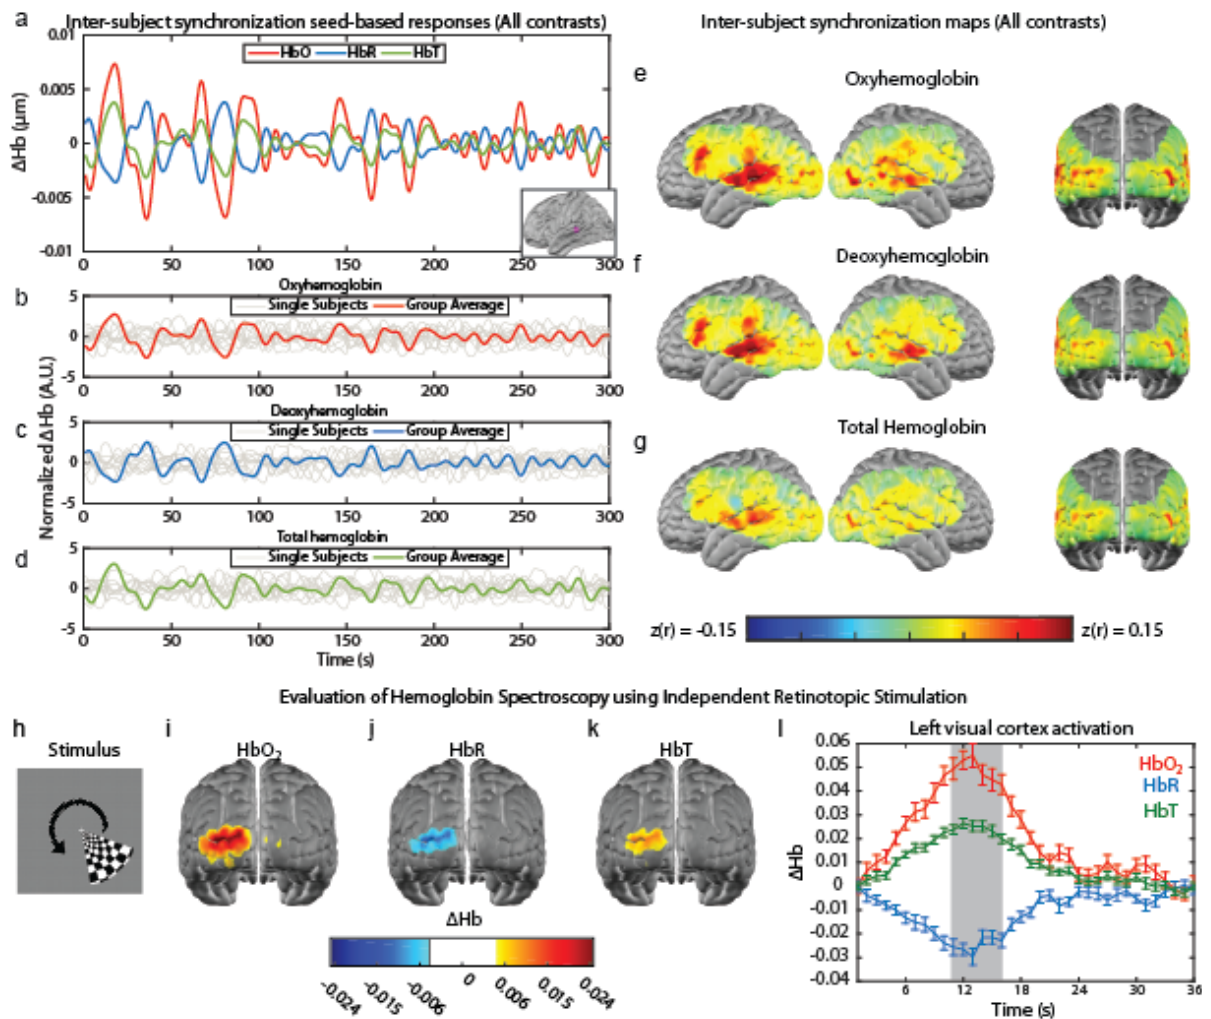 a Inter-subject synchronization seed-based responses (All contrasts)
0.01
HbO HbR HbT
0.005
0
-0.005
-0.01
ΔHb (µm)
0 50 100 150 200 250 300
b Oxyhemoglobin
Single Subjects Group Average
5
0
-5
0 50 100 150 200 250 300
c Deoxyhemoglobin
Single Subjects Group Average
5
0
-5
0 50 100 150 200 250 300
Normalized ΔHb (A.U.)
d Total hemoglobin
Single Subjects Group Average
5
0
-5
0 50 100 150 200 250 300
Time (s)
Inter-subject synchronization maps (All contrasts)
e Oxyhemoglobin
f Deoxyhemoglobin
g Total Hemoglobin
z(r) = -0.15 z(r) = 0.15
Evaluation of Hemoglobin Spectroscopy using Independent Retinotopic Stimulation
h Stimulus
i HbO2
j HbR
k HbT
ΔHb
-0.024 -0.015 -0.006 0 0.006 0.015 0.024
l Left visual cortex activation
0.06
0.05
0.04
0.03
0.02
0.01
0
-0.01
-0.02
-0.03
-0.04
ΔHb
HbO2
HbR
HbT
6 12 18 24 30 36
Time (s)